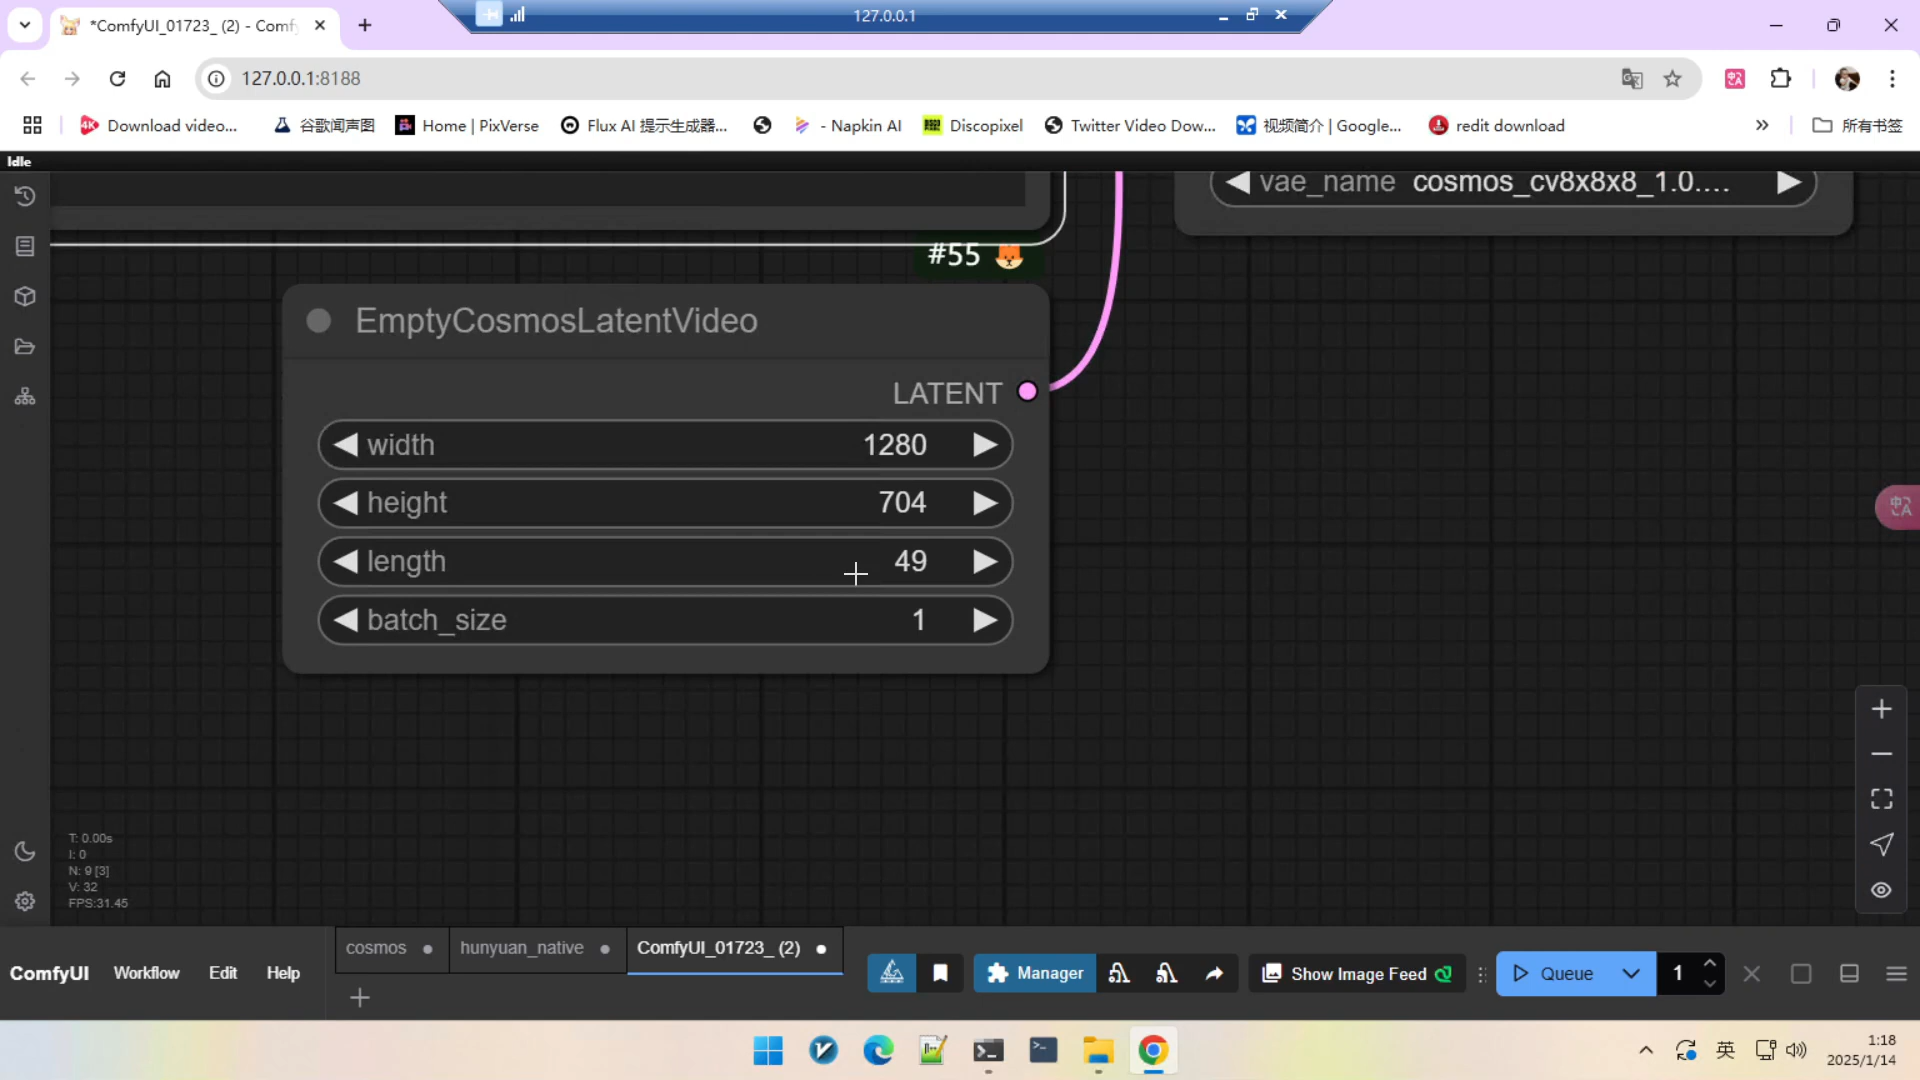 *ComfyUI_01723_ (2) - Comf
127.0.0.1
127.0.0.1:8188
Download video...
谷歌闻声图
Home | PixVerse
Flux AI 提示生成器...
- Napkin AI
Discopixel
Twitter Video Dow...
视频简介 | Google...
redit download
所有书签
Idle
vae_name cosmos_cv8x8x8_1.0....
#55
EmptyCosmosLatentVideo
LATENT
width 1280
height 704
length 49
batch_size 1
T: 0.00s
I: 0
N: 9 [3]
V: 32
FPS:31.45
cosmos
hunyuan_native
ComfyUI_01723_ (2)
ComfyUI
Workflow
Edit
Help
Manager
Show Image Feed
Queue
1
英
1:18
2025/1/14